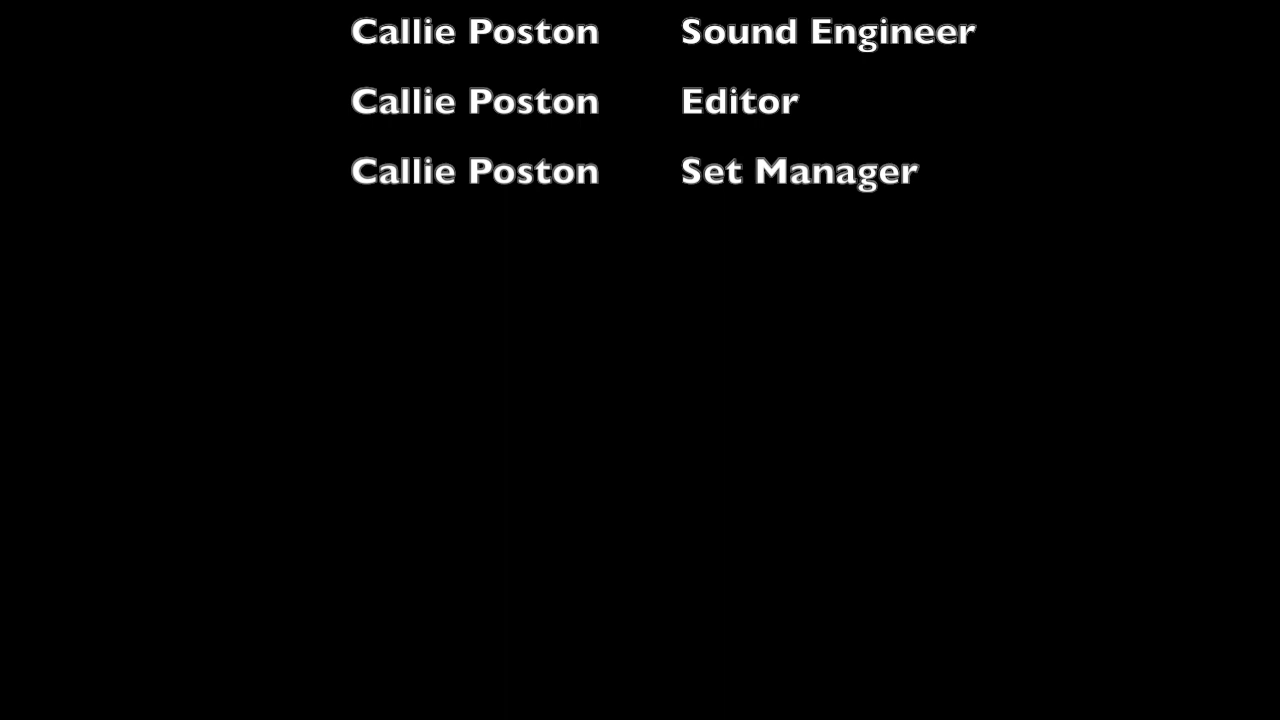 Callie Poston Sound Engineer
Callie Poston Editor
Callie Poston Set Manager